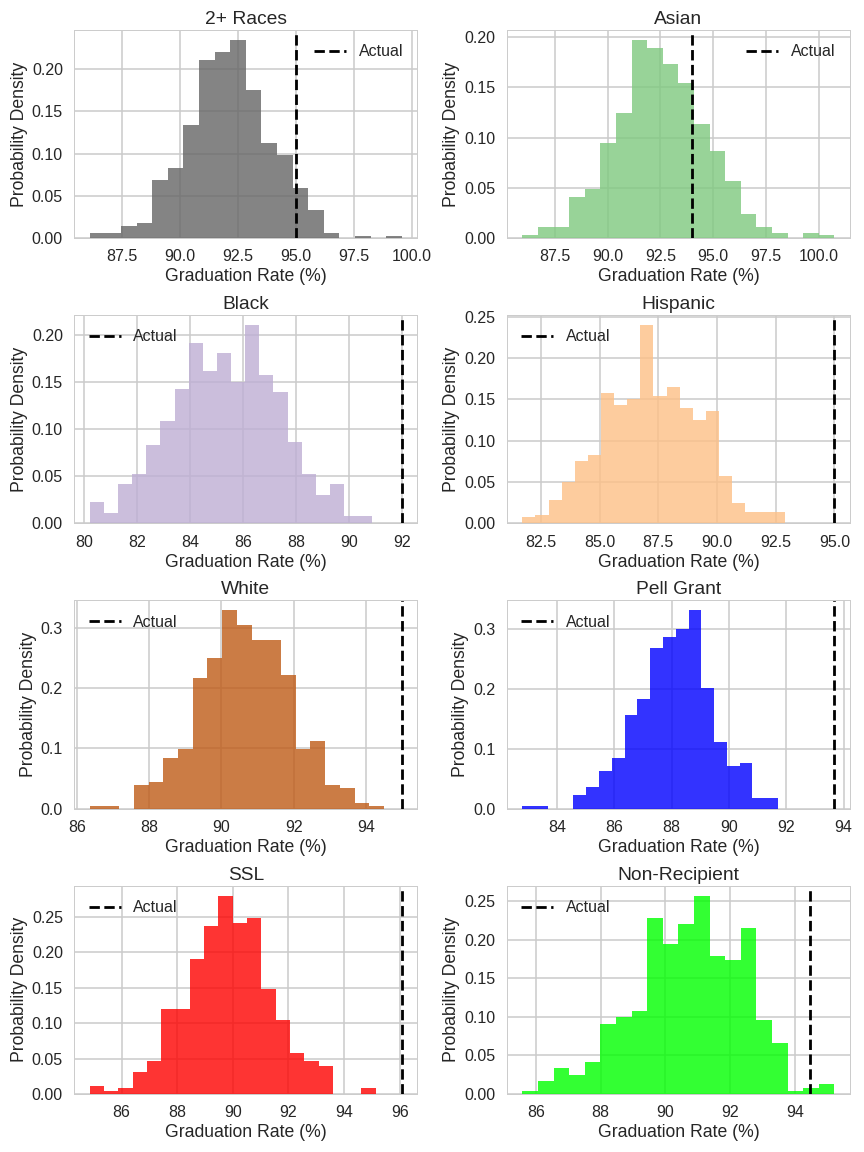 2+ Races
Probability Density
0.20
0.15
0.10
0.05
0.00
Actual
87.5 90.0 92.5 95.0 97.5 100.0
Graduation Rate (%)
Asian
Probability Density
0.20
0.15
0.10
0.05
0.00
Actual
87.5 90.0 92.5 95.0 97.5 100.0
Graduation Rate (%)
Black
Probability Density
0.20
0.15
0.10
0.05
0.00
Actual
80 82 84 86 88 90 92
Graduation Rate (%)
Hispanic
Probability Density
0.25
0.20
0.15
0.10
0.05
0.00
Actual
82.5 85.0 87.5 90.0 92.5 95.0
Graduation Rate (%)
White
Probability Density
0.3
0.2
0.1
0.0
Actual
86 88 90 92 94
Graduation Rate (%)
Pell Grant
Probability Density
0.3
0.2
0.1
0.0
Actual
84 86 88 90 92 94
Graduation Rate (%)
SSL
Probability Density
0.25
0.20
0.15
0.10
0.05
0.00
Actual
86 88 90 92 94 96
Graduation Rate (%)
Non-Recipient
Probability Density
0.25
0.20
0.15
0.10
0.05
0.00
Actual
86 88 90 92 94
Graduation Rate (%)